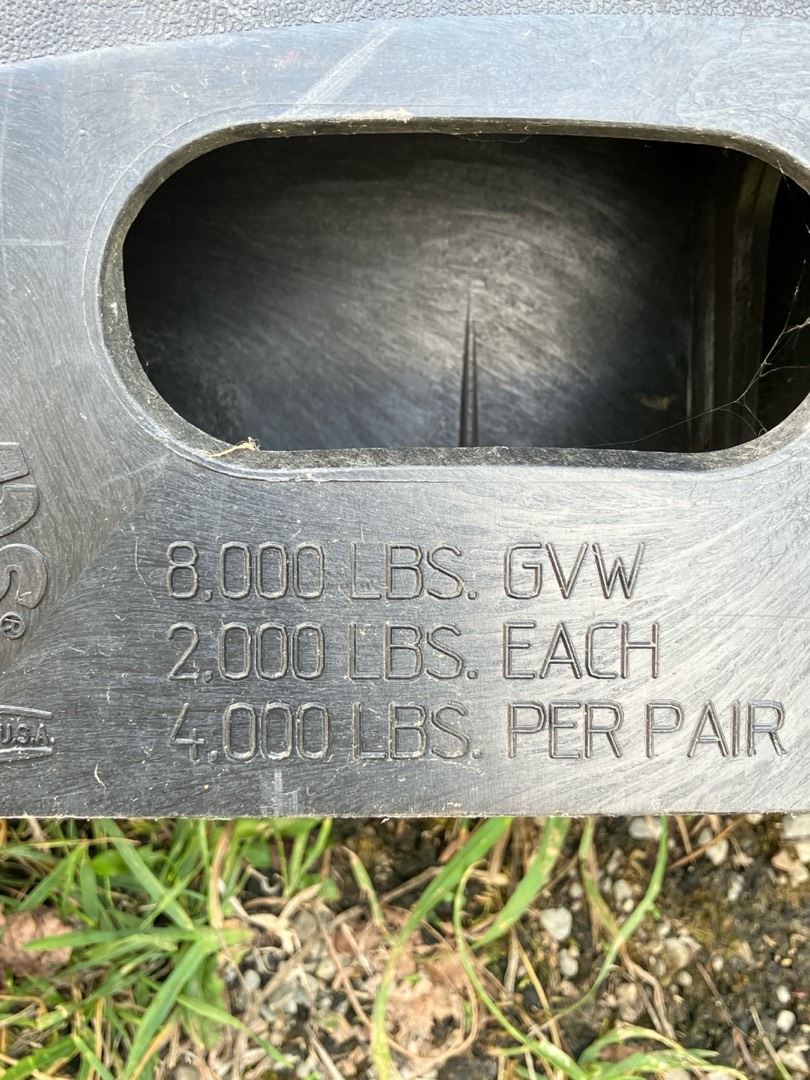 8,000 LBS. GVW
2,000 LBS. EACH
4,000 LBS. PER PAIR
U.S.A.